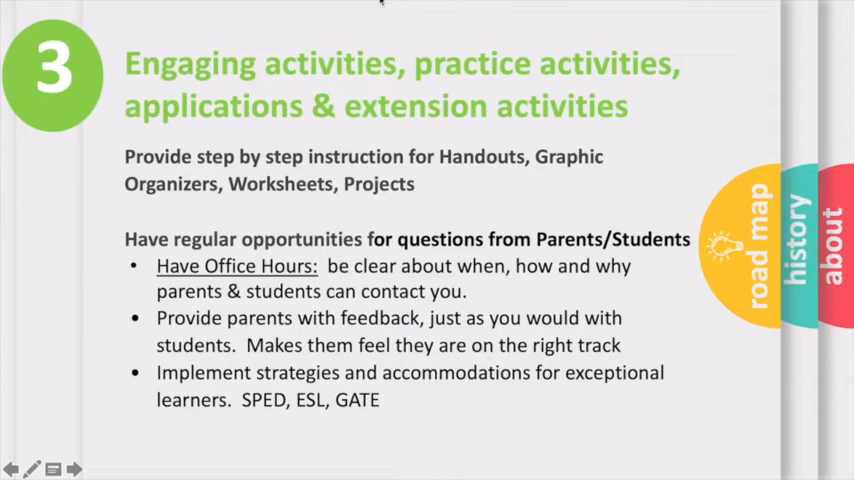 3
Engaging activities, practice activities,
applications & extension activities
Provide step by step instruction for Handouts, Graphic
Organizers, Worksheets, Projects
Have regular opportunities for questions from Parents/Students
• Have Office Hours: be clear about when, how and why
parents & students can contact you.
• Provide parents with feedback, just as you would with
students. Makes them feel they are on the right track
• Implement strategies and accommodations for exceptional
learners. SPED, ESL, GATE
road map
history
about